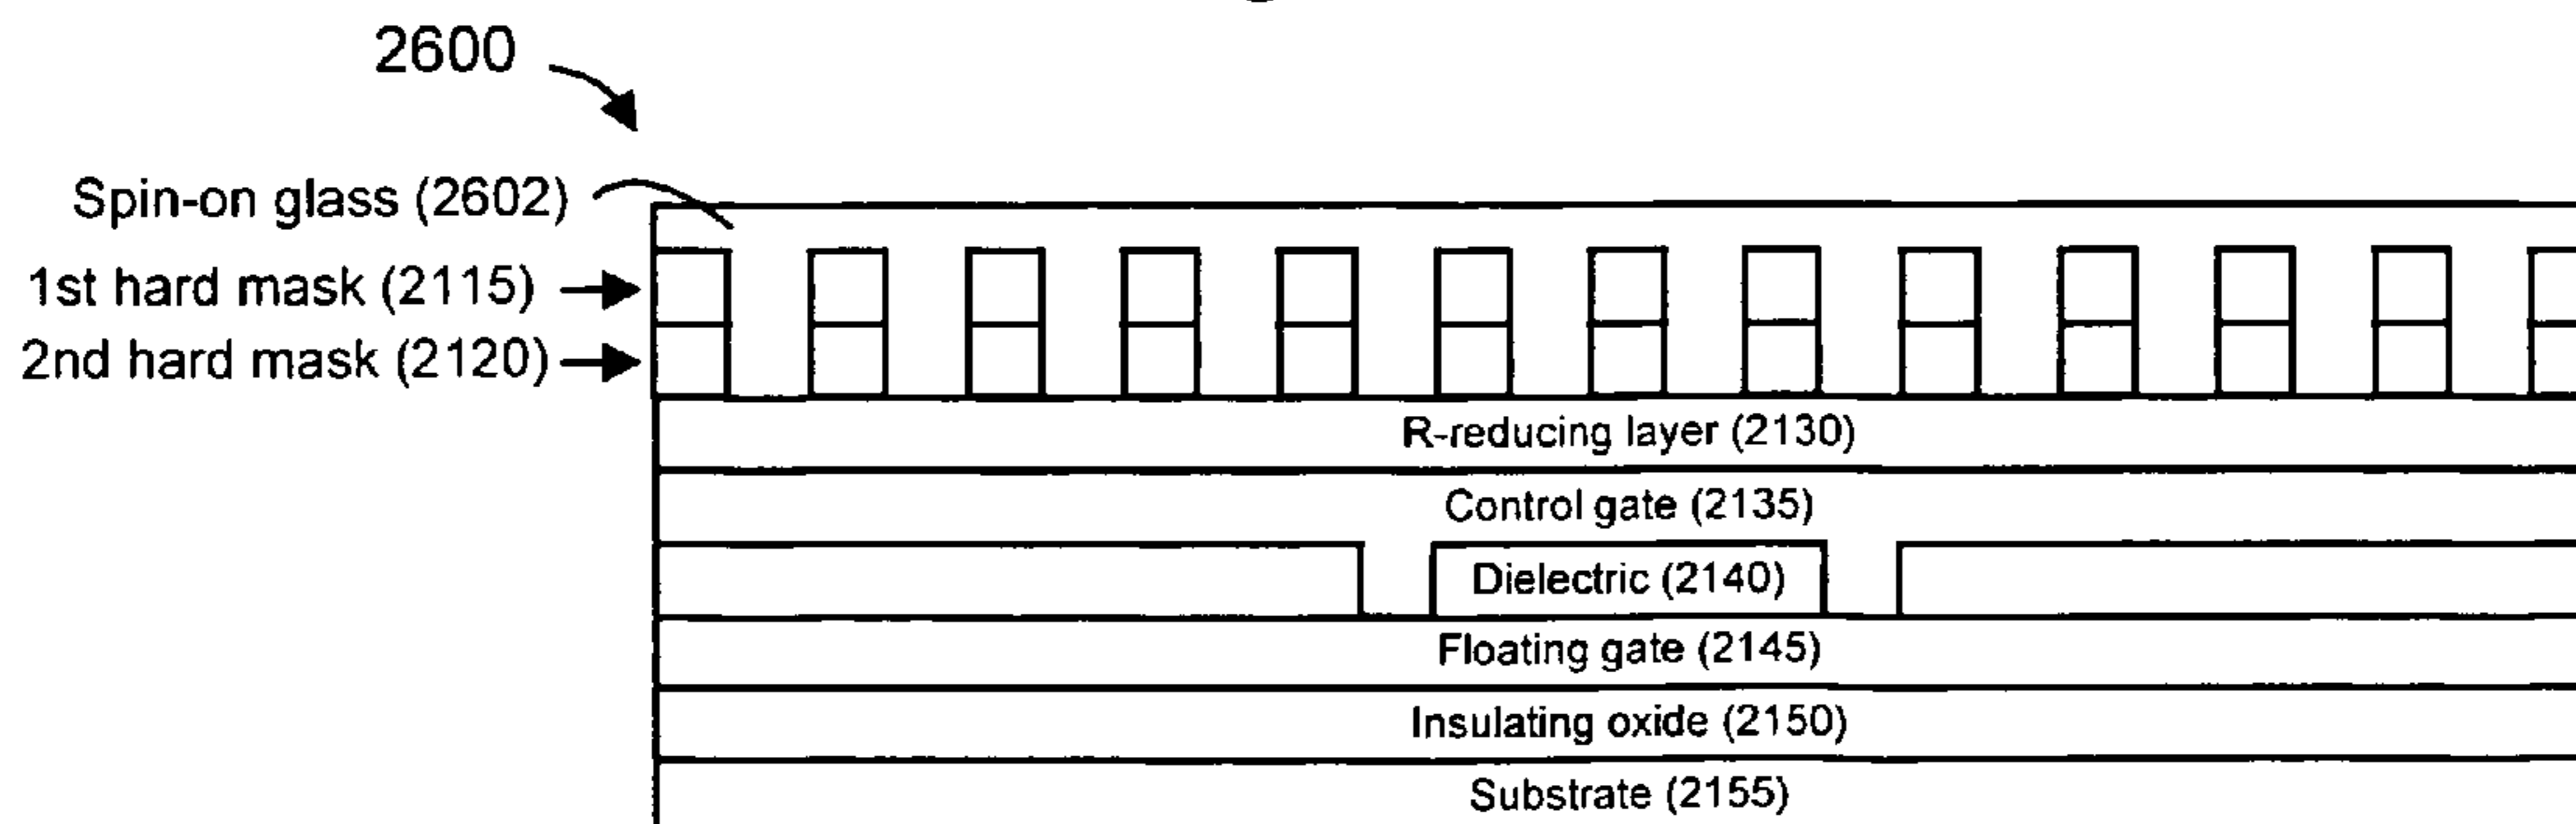 2600
Spin-on glass (2602)
1st hard mask (2115)
2nd hard mask (2120)
R-reducing layer (2130)
Control gate (2135)
Dielectric (2140)
Floating gate (2145)
Insulating oxide (2150)
Substrate (2155)